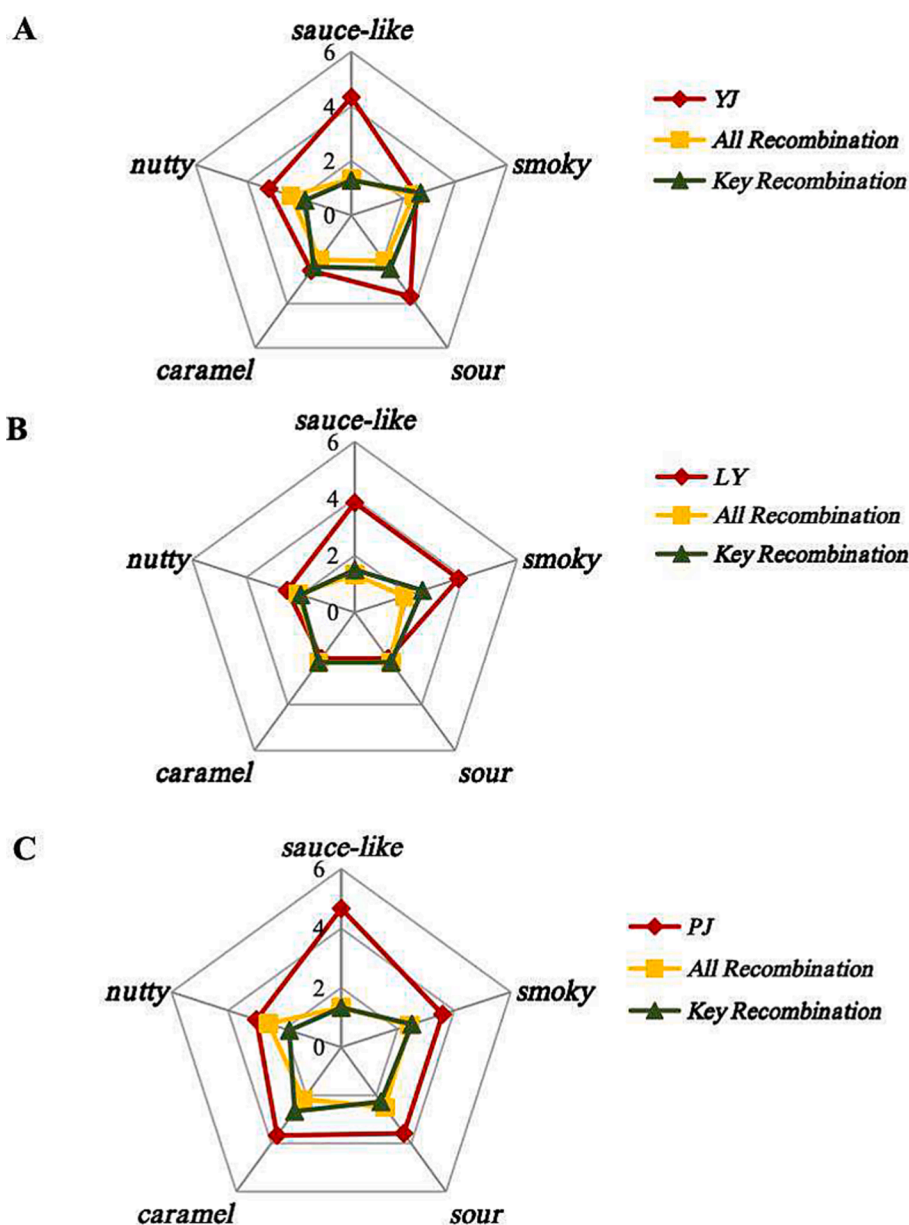 A
sauce-like
6
4
2
0
nutty
smoky
caramel
sour
YJ
All Recombination
Key Recombination
B
sauce-like
6
4
2
0
nutty
smoky
caramel
sour
LY
All Recombination
Key Recombination
C
sauce-like
6
4
2
0
nutty
smoky
caramel
sour
PJ
All Recombination
Key Recombination